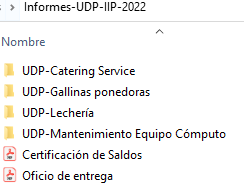 Informes-UDP-IIP-2022
Nombre
UDP-Catering Service
UDP-Gallinas ponedoras
UDP-Lechería
UDP-Mantenimiento Equipo Cómputo
Certificación de Saldos
Oficio de entrega